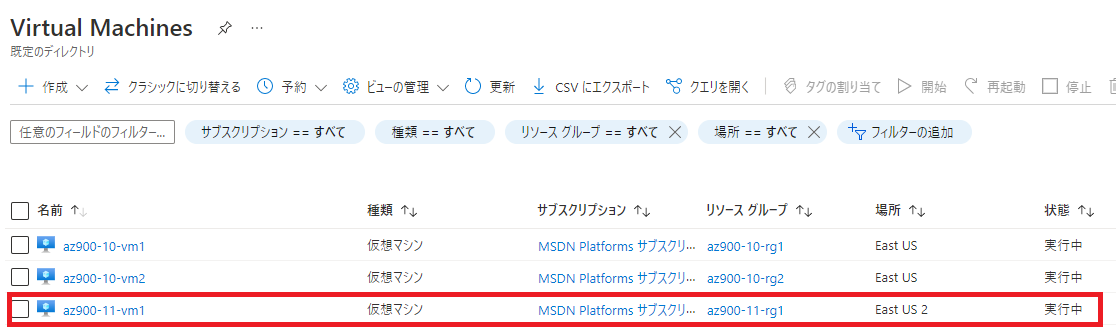 Virtual Machines ...
既定のディレクトリ
作成 クラシックに切り替える 予約 ビューの管理 更新 CSV にエクスポート クエリを開く タグの割り当て 開始 再起動 停止
任意のフィールドのフィルター... サブスクリプション == すべて 種類 == すべて リソース グループ == すべて 場所 == すべて フィルターの追加
名前 種類 サブスクリプション リソース グループ 場所 状態
az900-10-vm1 仮想マシン MSDN Platforms サブスクリ... az900-10-rg1 East US 実行中
az900-10-vm2 仮想マシン MSDN Platforms サブスクリ... az900-10-rg2 East US 実行中
az900-11-vm1 仮想マシン MSDN Platforms サブスクリ... az900-11-rg1 East US 2 実行中